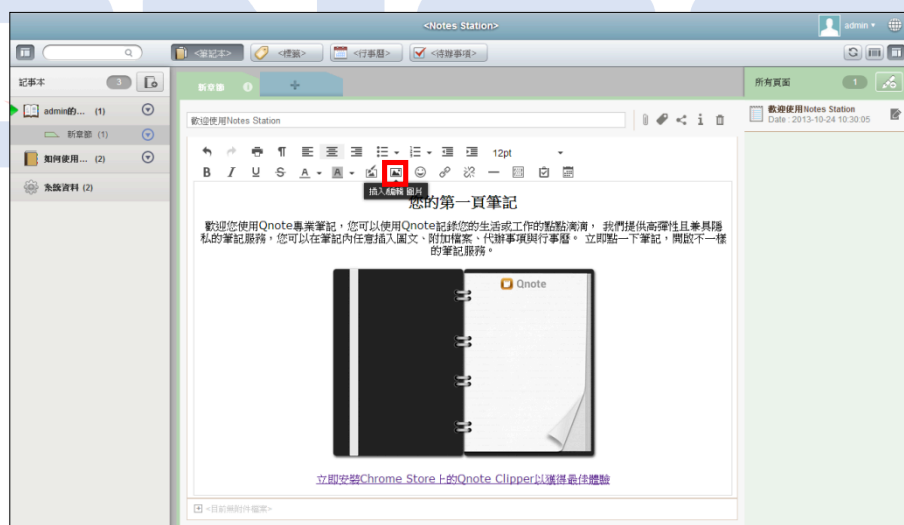 <Notes Station>
admin
<筆記本>
<標籤>
<行事曆>
<待辦事項>
記事本 3
admin的... (1)
新章節 (1)
如何使用... (2)
系統資料 (2)
新章節
歡迎使用Notes Station
12pt
B I U S A A
插入/編輯 圖片
您的第一頁筆記
歡迎您使用Qnote專業筆記，您可以使用Qnote記錄您的生活或工作的點點滴滴， 我們提供高彈性且兼具隱
私的筆記服務，您可以在筆記內任意插入圖文、附加檔案、代辦事項與行事曆。 立即點一下筆記，開啟不一樣
的筆記服務。
Qnote
立即安裝Chrome Store上的Qnote Clipper以獲得最佳體驗
<目前無附件檔案>
所有頁面 1
歡迎使用Notes Station
Date : 2013-10-24 10:30:05